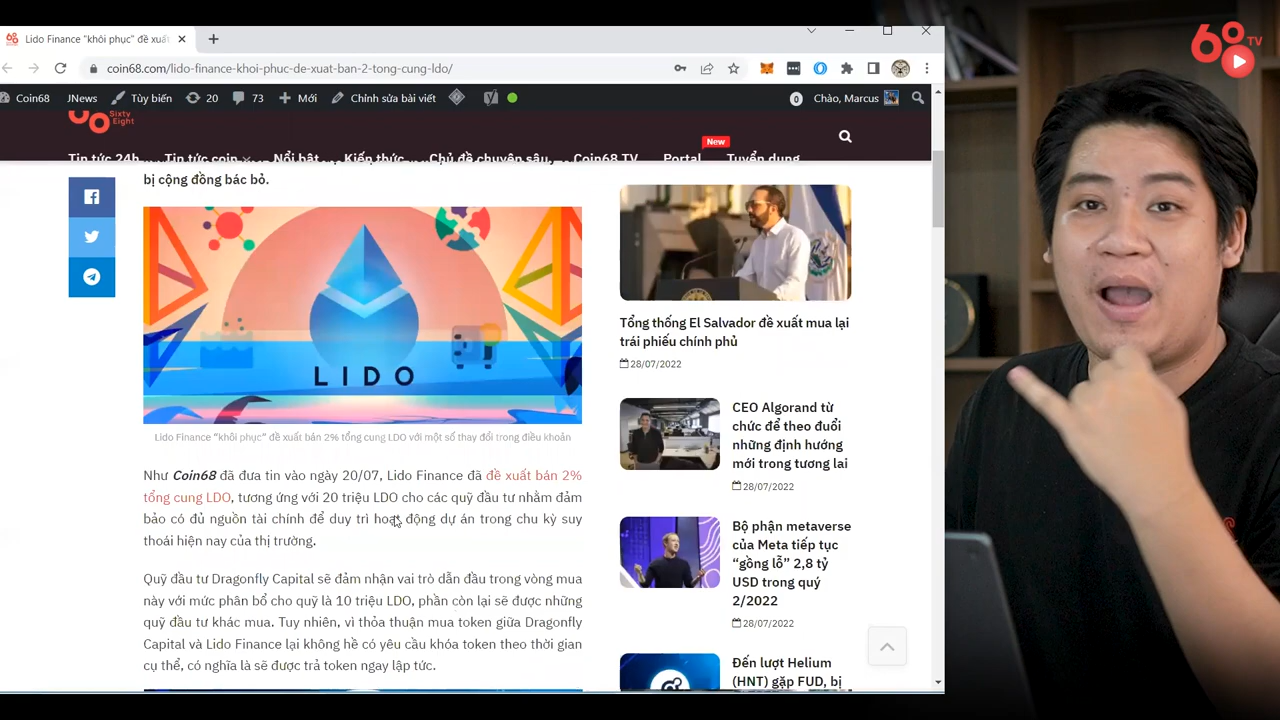 Lido Finance "khôi phục" đề xuấ
coin68.com/lido-finance-khoi-phuc-de-xuat-ban-2-tong-cung-ldo/
Coin68
JNews
Tùy biến
20
73
Mới
Chỉnh sửa bài viết
0
Chào, Marcus
Sixty
Eight
New
Tin tức 24h
Tin tức coin
Nổi bật
Kiến thức
Chủ đề chuyên sâu
Coin68 TV
Portal
Tuyển dụng
bị cộng đồng bác bỏ.
LIDO
Lido Finance "khôi phục" đề xuất bán 2% tổng cung LDO với một số thay đổi trong điều khoản
Như Coin68 đã đưa tin vào ngày 20/07, Lido Finance đã đề xuất bán 2%
tổng cung LDO, tương ứng với 20 triệu LDO cho các quỹ đầu tư nhằm đảm
bảo có đủ nguồn tài chính để duy trì hoạt động dự án trong chu kỳ suy
thoái hiện nay của thị trường.
Quỹ đầu tư Dragonfly Capital sẽ đảm nhận vai trò dẫn đầu trong vòng mua
này với mức phân bổ cho quỹ là 10 triệu LDO, phần còn lại sẽ được những
quỹ đầu tư khác mua. Tuy nhiên, vì thỏa thuận mua token giữa Dragonfly
Capital và Lido Finance lại không hề có yêu cầu khóa token theo thời gian
cụ thể, có nghĩa là sẽ được trả token ngay lập tức.
Tổng thống El Salvador đề xuất mua lại
trái phiếu chính phủ
28/07/2022
CEO Algorand từ
chức để theo đuổi
những định hướng
mới trong tương lai
28/07/2022
Bộ phận metaverse
của Meta tiếp tục
“gồng lỗ” 2,8 tỷ
USD trong quý
2/2022
28/07/2022
Đến lượt Helium
(HNT) gặp FUD, bị
68 TV